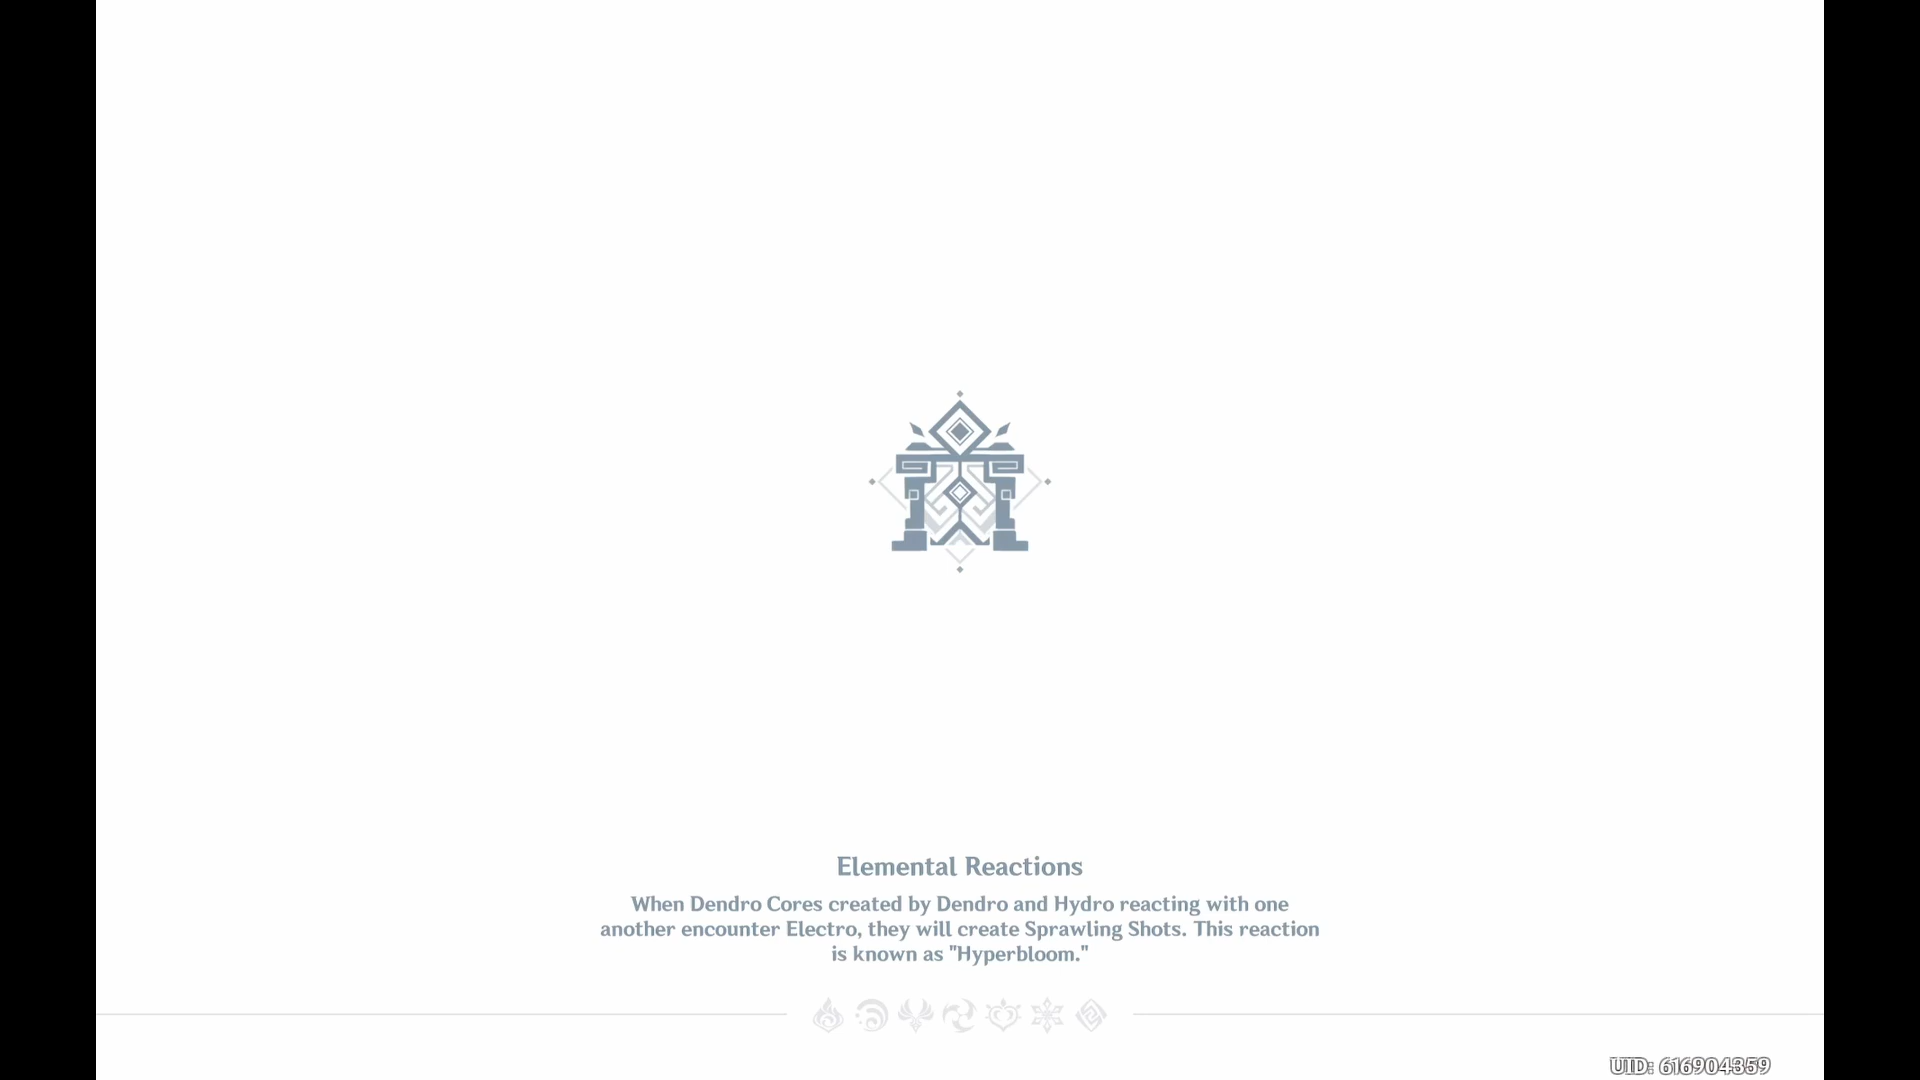 Elemental Reactions
When Dendro Cores created by Dendro and Hydro reacting with one
another encounter Electro, they will create Sprawling Shots. This reaction
is known as "Hyperbloom."
UID: 616904359